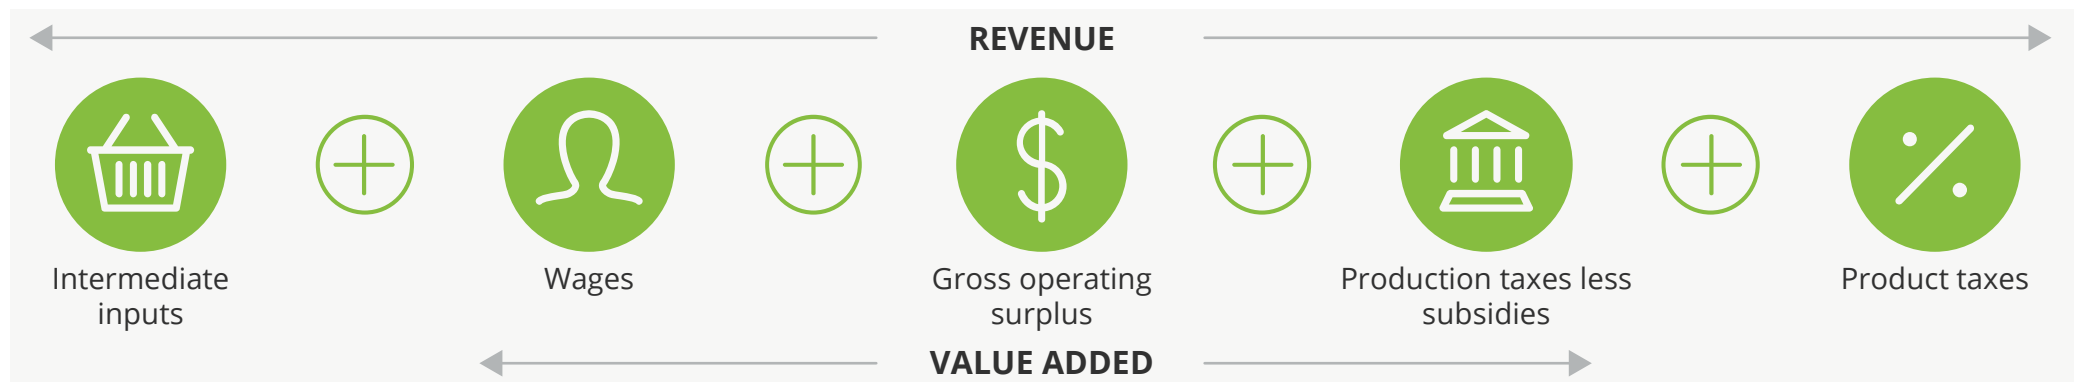 REVENUE
Intermediate
inputs
Wages
Gross operating
surplus
Production taxes less
subsidies
Product taxes
VALUE ADDED